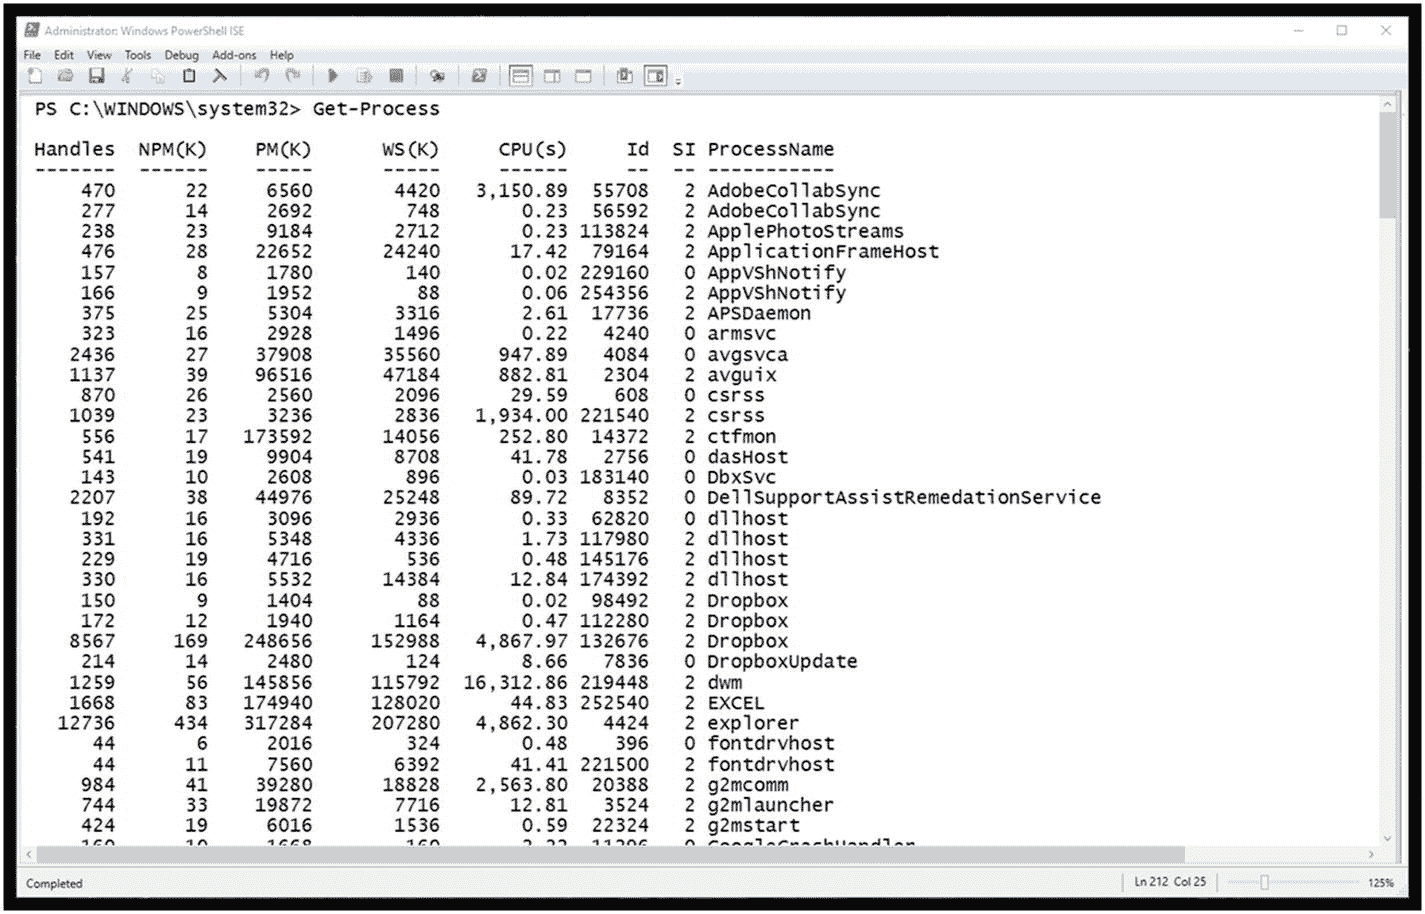 Administrator: Windows PowerShell ISE
File Edit View Tools Debug Add-ons Help
PS C:\WINDOWS\system32> Get-Process
Handles NPM(K) PM(K) WS(K) CPU(s) Id SI ProcessName
------- ------ ----- ----- ------ -- -- -----------
470 22 6560 4420 3,150.89 55708 2 AdobeCollabSync
277 14 2692 748 0.23 56592 2 AdobeCollabSync
238 23 9184 2712 0.23 113824 2 ApplePhotoStreams
476 28 22652 24240 17.42 79164 2 ApplicationFrameHost
157 8 1780 140 0.02 229160 0 AppVShNotify
166 9 1952 88 0.06 254356 2 AppVShNotify
375 25 5304 3316 2.61 17736 2 APSDaemon
323 16 2928 1496 0.22 4240 0 armsvc
2436 27 37908 35560 947.89 4084 0 avgsvca
1137 39 96516 47184 882.81 2304 2 avguix
870 26 2560 2096 29.59 608 0 csrss
1039 23 3236 2836 1,934.00 221540 2 csrss
556 17 173592 14056 252.80 14372 2 ctfmon
541 19 9904 8708 41.78 2756 0 dasHost
143 10 2608 896 0.03 183140 0 DbxSvc
2207 38 44976 25248 89.72 8352 0 DellSupportAssistRemedationService
192 16 3096 2936 0.33 62820 0 dllhost
331 16 5348 4336 1.73 117980 2 dllhost
229 19 4716 536 0.48 145176 2 dllhost
330 16 5532 14384 12.84 174392 2 dllhost
150 9 1404 88 0.02 98492 2 Dropbox
172 12 1940 1164 0.47 112280 2 Dropbox
8567 169 248656 152988 4,867.97 132676 2 Dropbox
214 14 2480 124 8.66 7836 0 DropboxUpdate
1259 56 145856 115792 16,312.86 219448 2 dwm
1668 83 174940 128020 44.83 252540 2 EXCEL
12736 434 317284 207280 4,862.30 4424 2 explorer
44 6 2016 324 0.48 396 0 fontdrvhost
44 11 7560 6392 41.41 221500 2 fontdrvhost
984 41 39280 18828 2,563.80 20388 2 g2mcomm
744 33 19872 7716 12.81 3524 2 g2mlauncher
424 19 6016 1536 0.59 22324 2 g2mstart
GoogleCrashHandler
Completed Ln 212 Col 25 125%